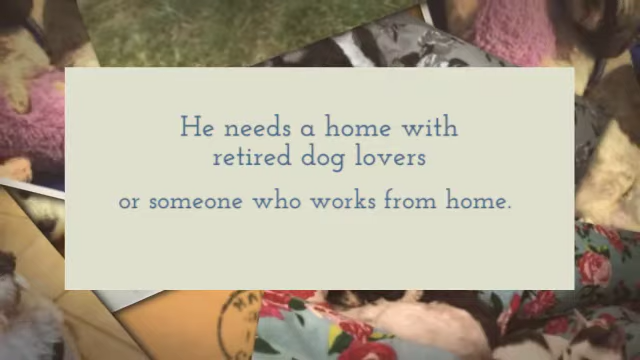 He needs a home with
retired dog lovers
or someone who works from home.